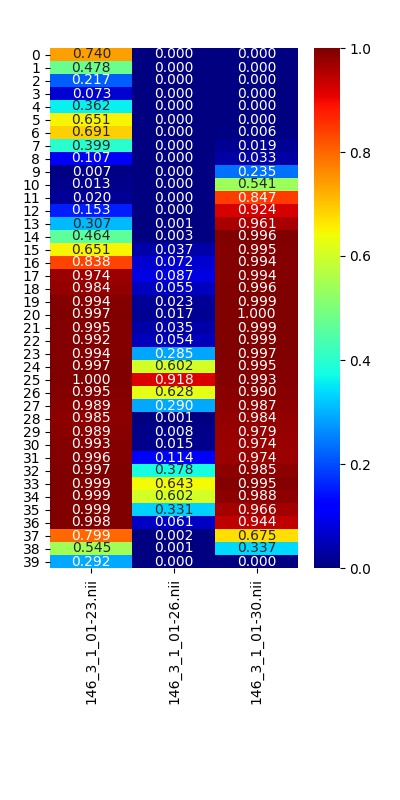 0 0.740 0.000 0.000
1 0.478 0.000 0.000
2 0.217 0.000 0.000
3 0.073 0.000 0.000
4 0.362 0.000 0.000
5 0.651 0.000 0.000
6 0.691 0.000 0.006
7 0.399 0.000 0.019
8 0.107 0.000 0.033
9 0.007 0.000 0.235
10 0.013 0.000 0.541
11 0.020 0.000 0.847
12 0.153 0.000 0.924
13 0.307 0.001 0.961
14 0.464 0.003 0.996
15 0.651 0.037 0.995
16 0.838 0.072 0.994
17 0.974 0.087 0.994
18 0.984 0.055 0.996
19 0.994 0.023 0.999
20 0.997 0.017 1.000
21 0.995 0.035 0.999
22 0.992 0.054 0.999
23 0.994 0.285 0.997
24 0.997 0.602 0.995
25 1.000 0.918 0.993
26 0.995 0.628 0.990
27 0.989 0.290 0.987
28 0.985 0.001 0.984
29 0.989 0.008 0.979
30 0.993 0.015 0.974
31 0.996 0.114 0.974
32 0.997 0.378 0.985
33 0.999 0.643 0.995
34 0.999 0.602 0.988
35 0.999 0.331 0.966
36 0.998 0.061 0.944
37 0.799 0.002 0.675
38 0.545 0.001 0.337
39 0.292 0.000 0.000
146_3_1_01-23.nii
146_3_1_01-26.nii
146_3_1_01-30.nii
1.0
0.8
0.6
0.4
0.2
0.0